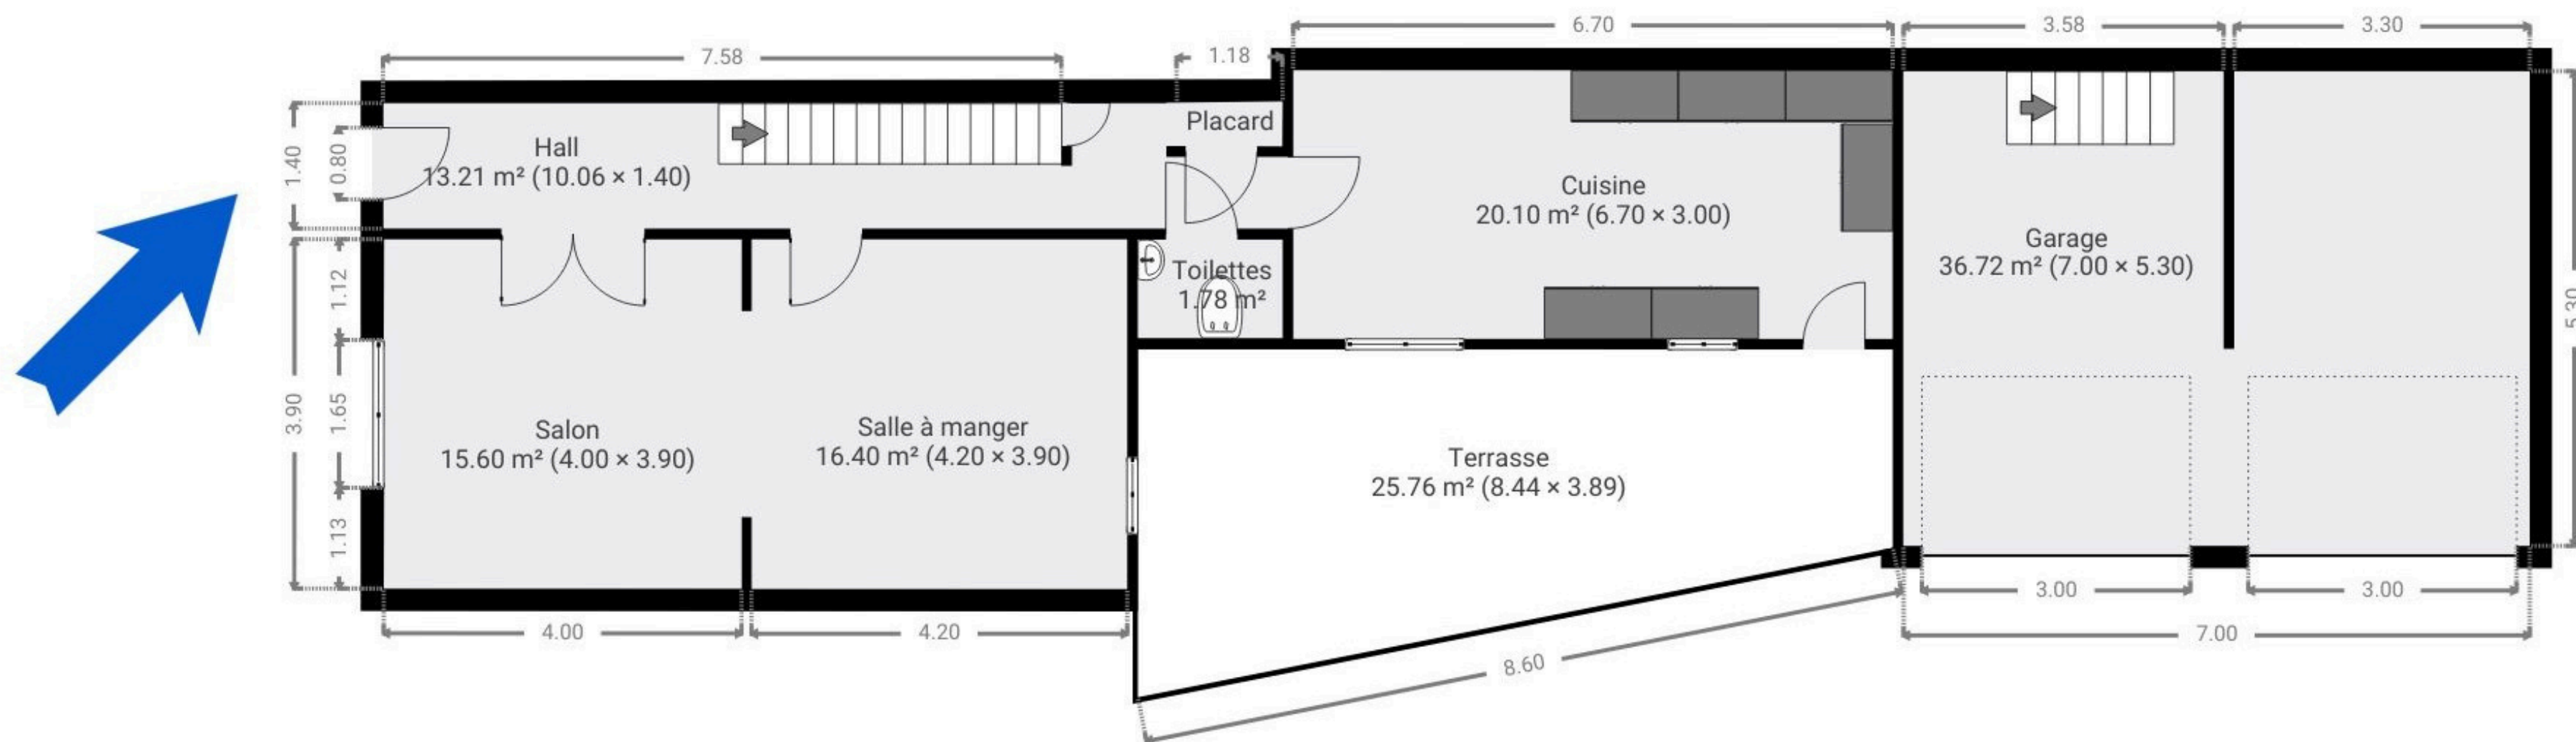 6.70
3.58
3.30
7.58
1.18
1.40
0.80
Hall
13.21 m² (10.06 × 1.40)
Placard
Cuisine
20.10 m² (6.70 × 3.00)
Garage
36.72 m² (7.00 × 5.30)
5.30
Toilettes
1.78 m²
1.12
3.90
1.65
1.13
Salon
15.60 m² (4.00 × 3.90)
Salle à manger
16.40 m² (4.20 × 3.90)
Terrasse
25.76 m² (8.44 × 3.89)
3.00
3.00
4.00
4.20
7.00
8.60